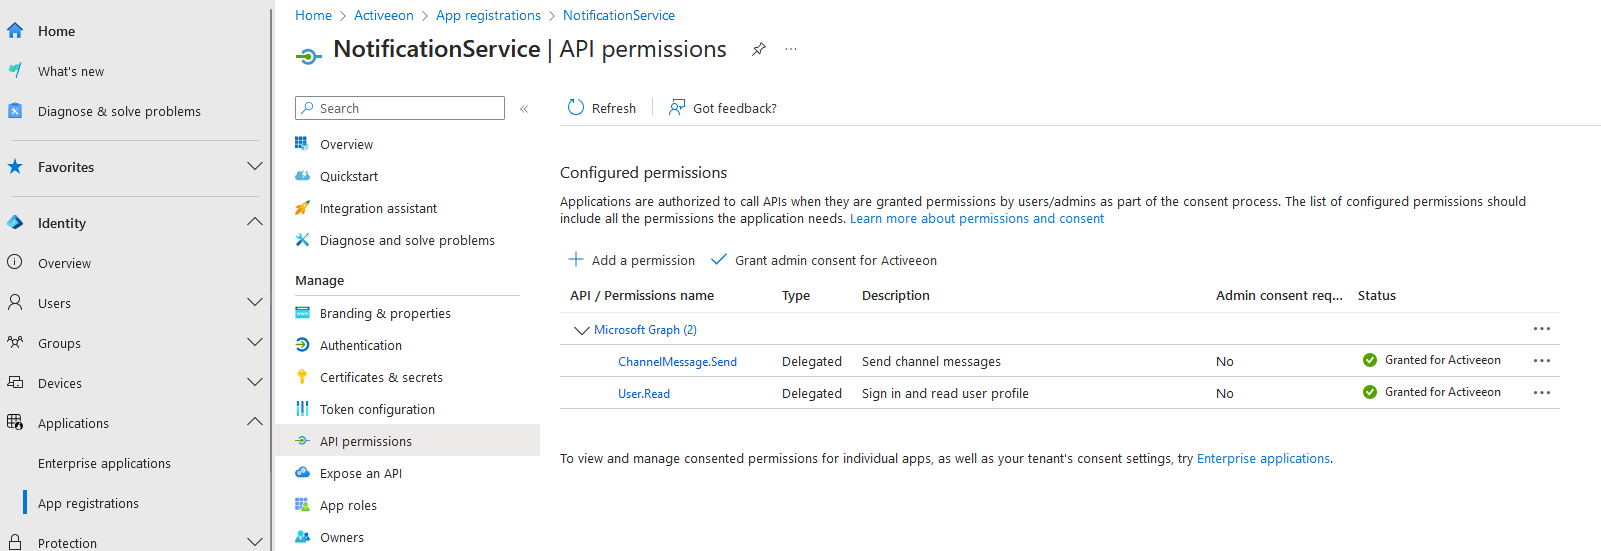 Home
What's new
Diagnose & solve problems
Favorites
Identity
Overview
Users
Groups
Devices
Applications
Enterprise applications
App registrations
Protection
Home > Activeeon > App registrations > NotificationService
NotificationService | API permissions
Search
Overview
Quickstart
Integration assistant
Diagnose and solve problems
Manage
Branding & properties
Authentication
Certificates & secrets
Token configuration
API permissions
Expose an API
App roles
Owners
Refresh Got feedback?
Configured permissions
Applications are authorized to call APIs when they are granted permissions by users/admins as part of the consent process. The list of configured permissions should
include all the permissions the application needs. Learn more about permissions and consent
Add a permission Grant admin consent for Activeeon
API / Permissions name Type Description Admin consent req... Status
Microsoft Graph (2)
ChannelMessage.Send Delegated Send channel messages No Granted for Activeeon
User.Read Delegated Sign in and read user profile No Granted for Activeeon
To view and manage consented permissions for individual apps, as well as your tenant's consent settings, try Enterprise applications.